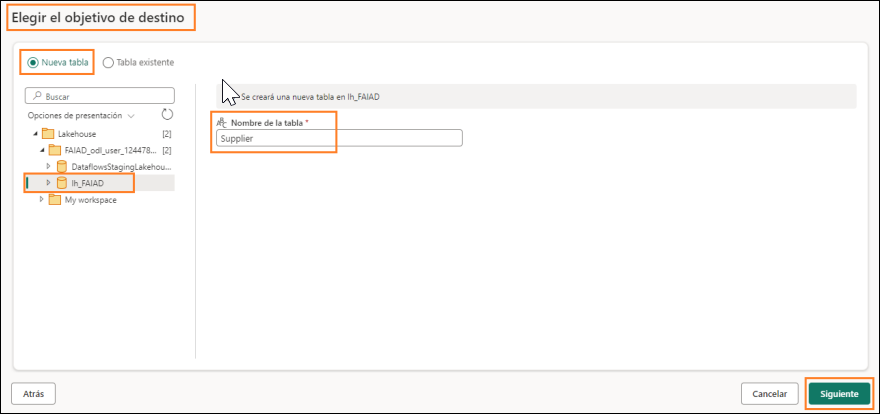 Elegir el objetivo de destino
Nueva tabla
Tabla existente
Buscar
Opciones de presentación
Lakehouse [2]
FAIAD_odl_user_124478... [2]
DataflowsStagingLakehou...
lh_FAIAD
My workspace
Se creará una nueva tabla en lh_FAIAD
Nombre de la tabla *
Supplier
Atrás
Cancelar
Siguiente